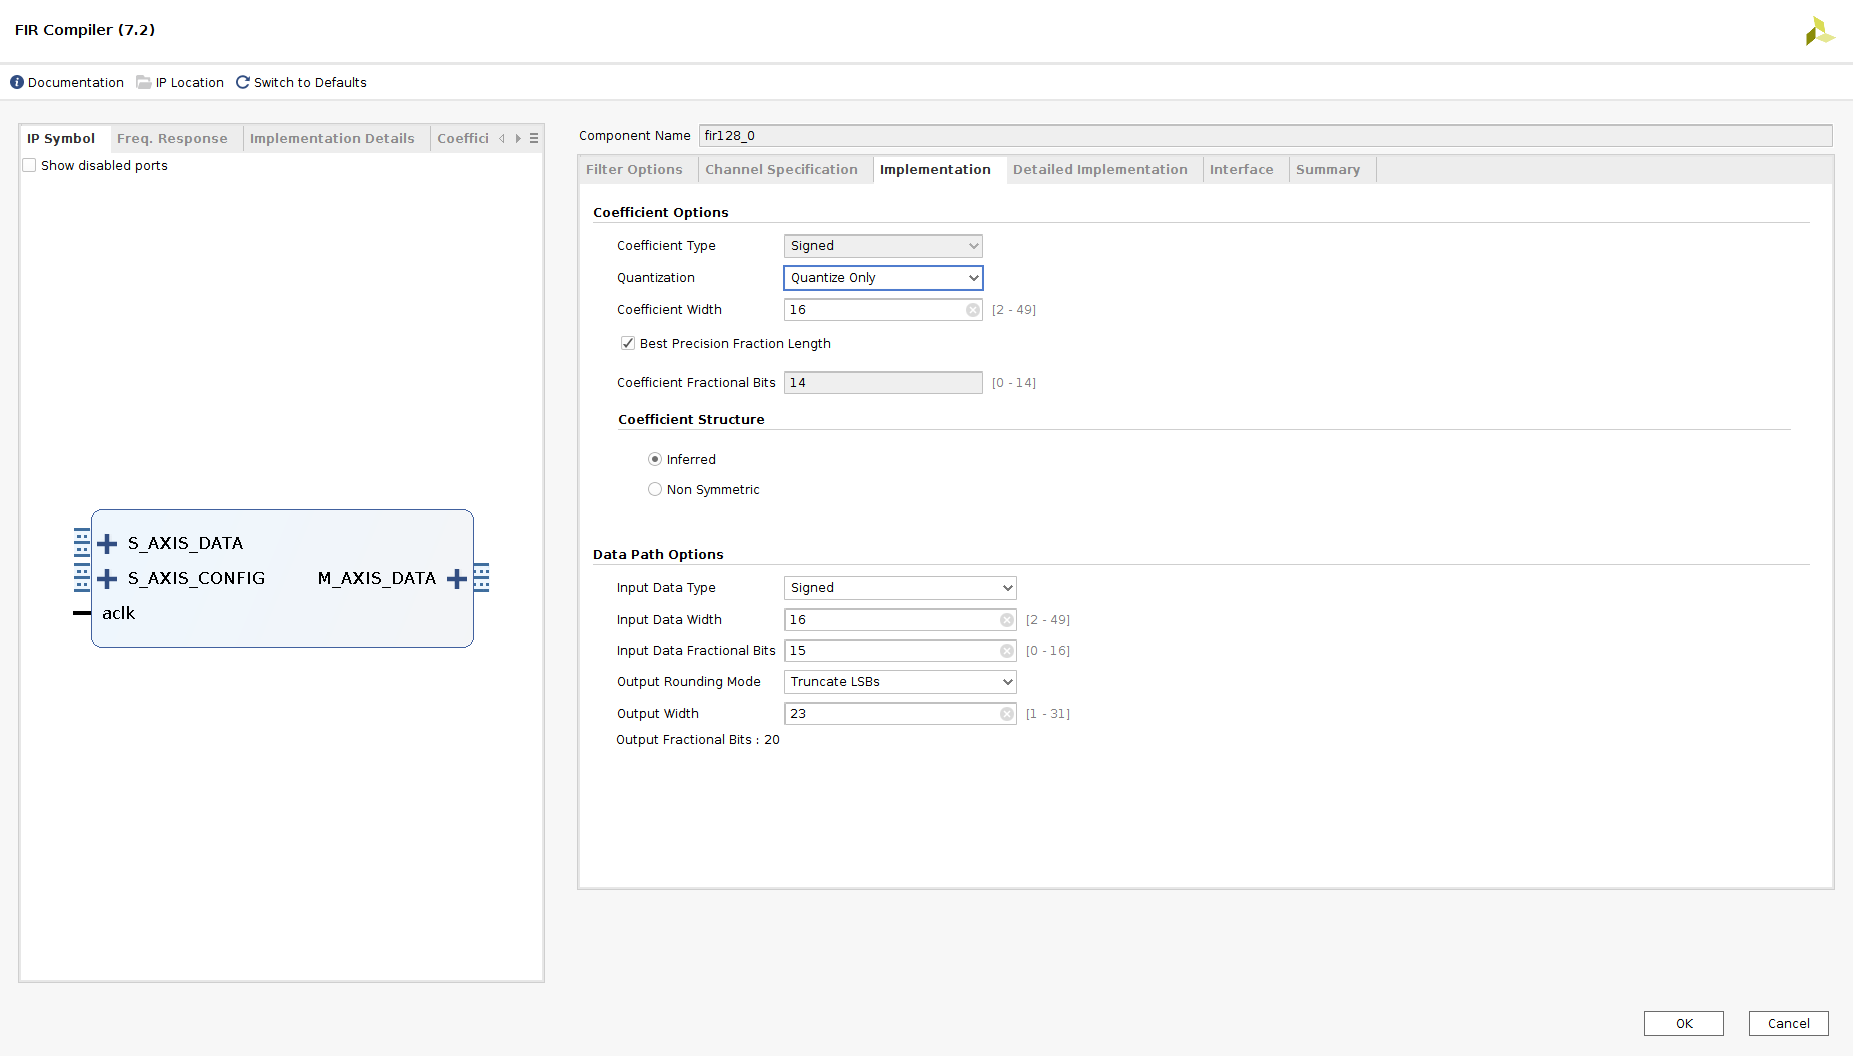 FIR Compiler (7.2)
Documentation IP Location Switch to Defaults
IP Symbol Freq. Response Implementation Details Coeffici
Show disabled ports
S_AXIS_DATA
S_AXIS_CONFIG M_AXIS_DATA
aclk
Component Name fir128_0
Filter Options Channel Specification Implementation Detailed Implementation Interface Summary
Coefficient Options
Coefficient Type Signed
Quantization Quantize Only
Coefficient Width 16 [2 - 49]
Best Precision Fraction Length
Coefficient Fractional Bits 14 [0 - 14]
Coefficient Structure
Inferred
Non Symmetric
Data Path Options
Input Data Type Signed
Input Data Width 16 [2 - 49]
Input Data Fractional Bits 15 [0 - 16]
Output Rounding Mode Truncate LSBs
Output Width 23 [1 - 31]
Output Fractional Bits : 20
OK Cancel